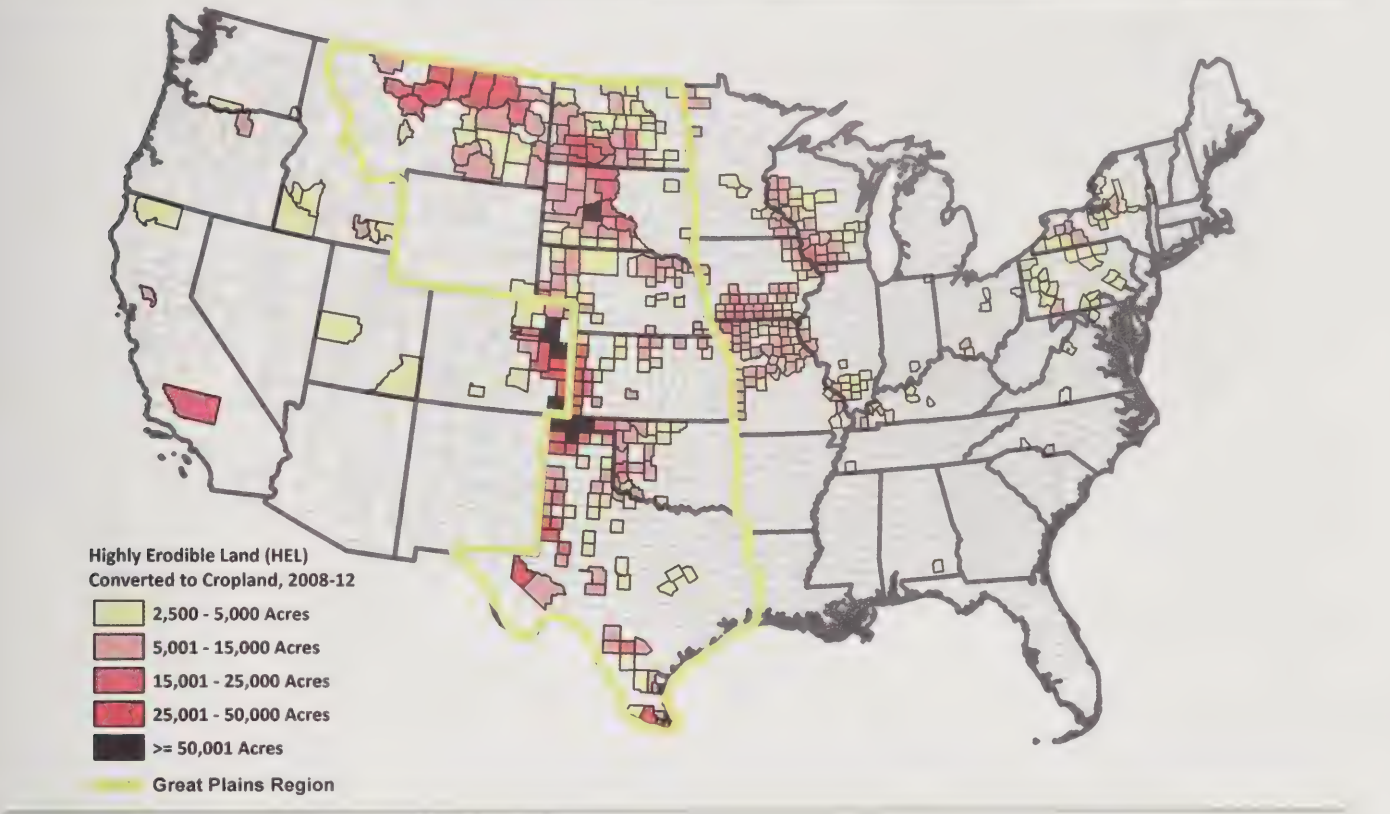 Highly Erodible Land (HEL)
Converted to Cropland, 2008-12
2,500 - 5,000 Acres
5,001 - 15,000 Acres
15,001 - 25,000 Acres
25,001 - 50,000 Acres
>= 50,001 Acres
Great Plains Region